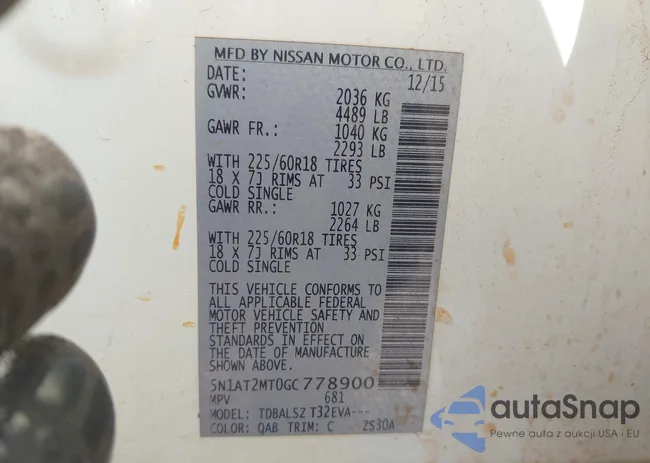 MFD BY NISSAN MOTOR CO., LTD.
DATE: 12/15
GVWR: 2036 KG
4489 LB
GAWR FR.: 1040 KG
2293 LB
WITH 225/60R18 TIRES
18 X 7J RIMS AT 33 PSI
COLD SINGLE
GAWR RR.: 1027 KG
2264 LB
WITH 225/60R18 TIRES
18 X 7J RIMS AT 33 PSI
COLD SINGLE
THIS VEHICLE CONFORMS TO
ALL APPLICABLE FEDERAL
MOTOR VEHICLE SAFETY AND
THEFT PREVENTION
STANDARDS IN EFFECT ON
THE DATE OF MANUFACTURE
SHOWN ABOVE.
5N1AT2MT0GC778900
MPV 681
MODEL: TDBALSZ T32EVA---
COLOR: QAB TRIM: C ZS30A
autoSnap
Pewne auta z aukcji USA i EU